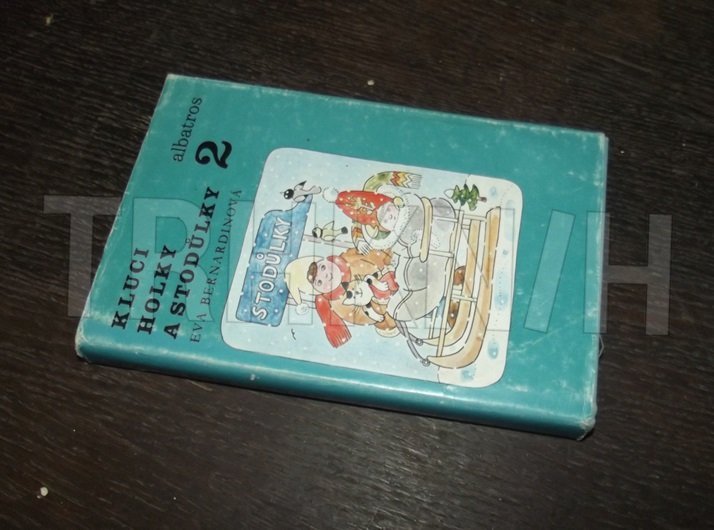 KLUCI
HOLKY
A STODŮLKY 2
EVA BERNARDINOVÁ
albatros
STODŮLKY